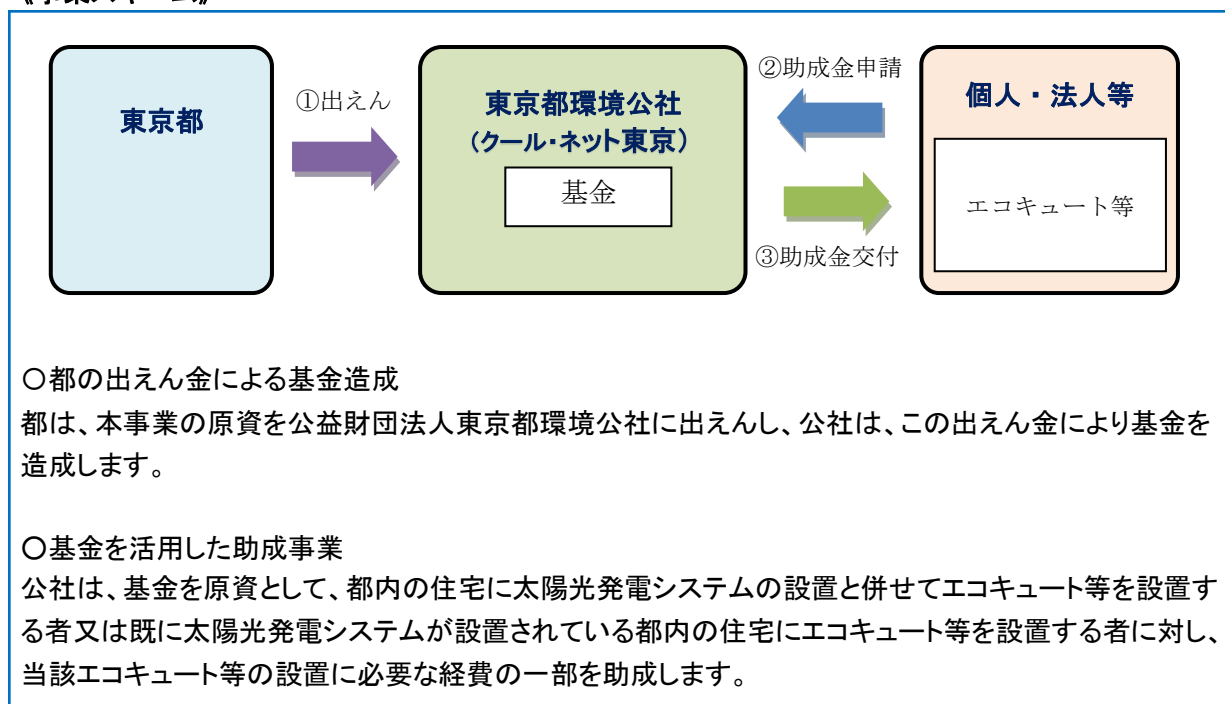 東京都
①出えん
東京都環境公社
（クール・ネット東京）
基金
②助成金申請
③助成金交付
個人・法人等
エコキュート等
○都の出えん金による基金造成
都は、本事業の原資を公益財団法人東京都環境公社に出えんし、公社は、この出えん金により基金を
造成します。
○基金を活用した助成事業
公社は、基金を原資として、都内の住宅に太陽光発電システムの設置と併せてエコキュート等を設置す
る者又は既に太陽光発電システムが設置されている都内の住宅にエコキュート等を設置する者に対し、
当該エコキュート等の設置に必要な経費の一部を助成します。